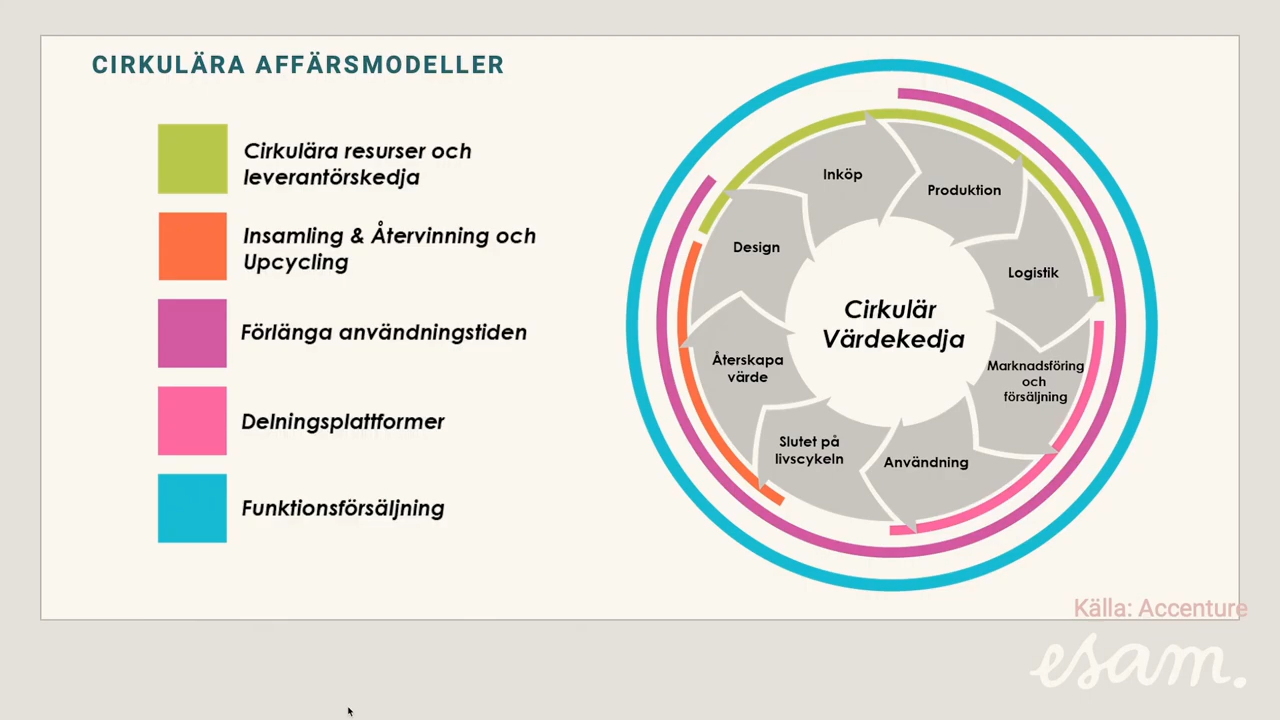 CIRKULÄRA AFFÄRSMODELLER
Cirkulära resurser och
leverantörskedja
Insamling & Återvinning och
Upcycling
Förlänga användningstiden
Delningsplattformer
Funktionsförsäljning
Inköp
Produktion
Design
Logistik
Cirkulär
Värdekedja
Återskapa
värde
Marknadsföring
och
försäljning
Slutet på
livscykeln
Användning
Källa: Accenture
esam.